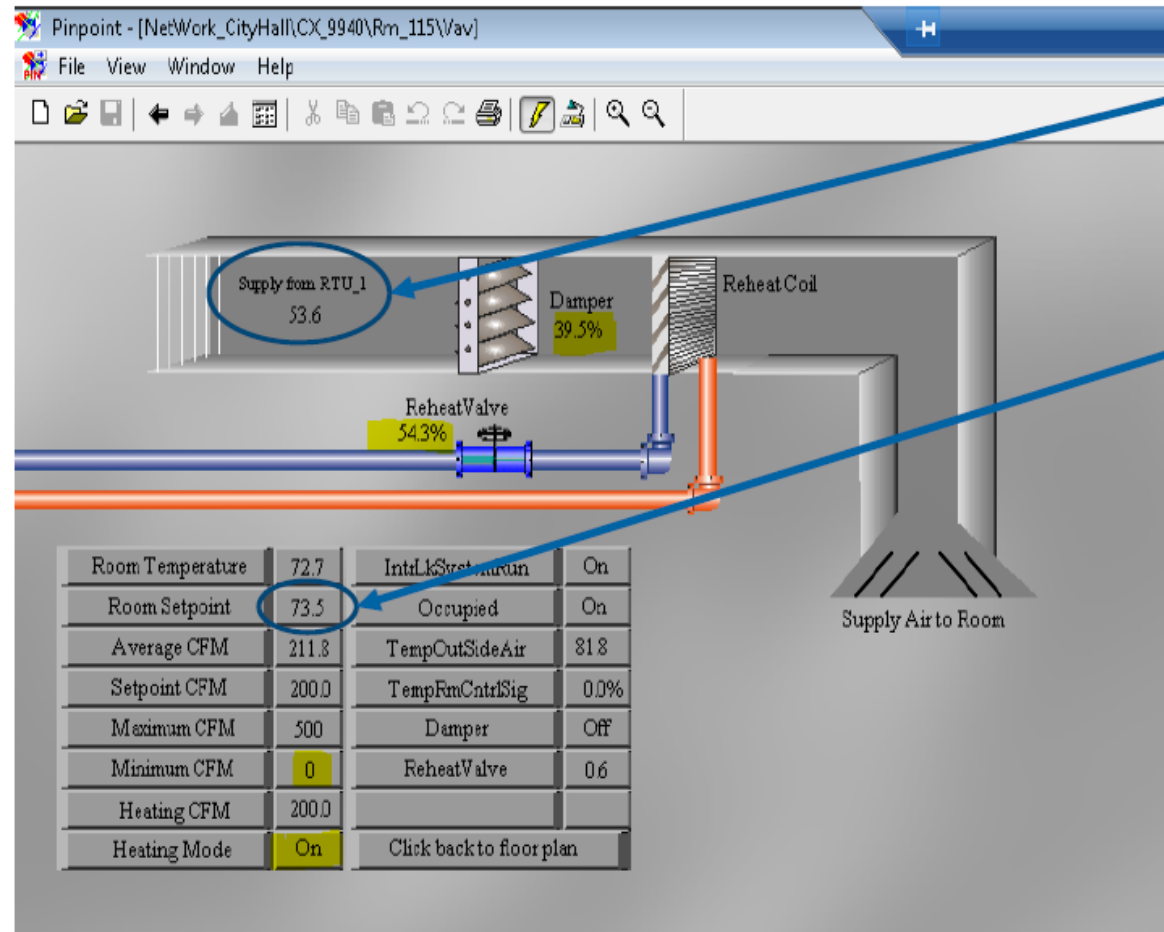 Pinpoint - [NetWork_CityHall\CX_9940\Rm_115\Vav]
File View Window Help
Supply from RTU_1
53.6
Damper
39.5%
ReheatCoil
ReheatValve
54.3%
Supply Air to Room
Room Temperature 72.7 IntrLkSystemRun On
Room Setpoint 73.5 Occupied On
Average CFM 211.8 TempOutSideAir 81.8
Setpoint CFM 200.0 TempRmCntrlSig 0.0%
Maximum CFM 500 Damper Off
Minimum CFM 0 ReheatValve 0.6
Heating CFM 200.0
Heating Mode On Click back to floor plan